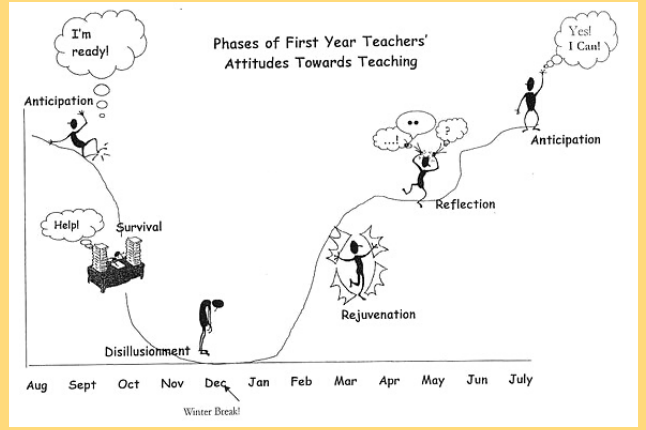 Phases of First Year Teachers'
Attitudes Towards Teaching
I'm
ready!
Yes!
I Can!
Anticipation
...!
••
?
Anticipation
Help!
Survival
Reflection
Rejuvenation
Disillusionment
Aug Sept Oct Nov Dec Jan Feb Mar Apr May Jun July
Winter Break!